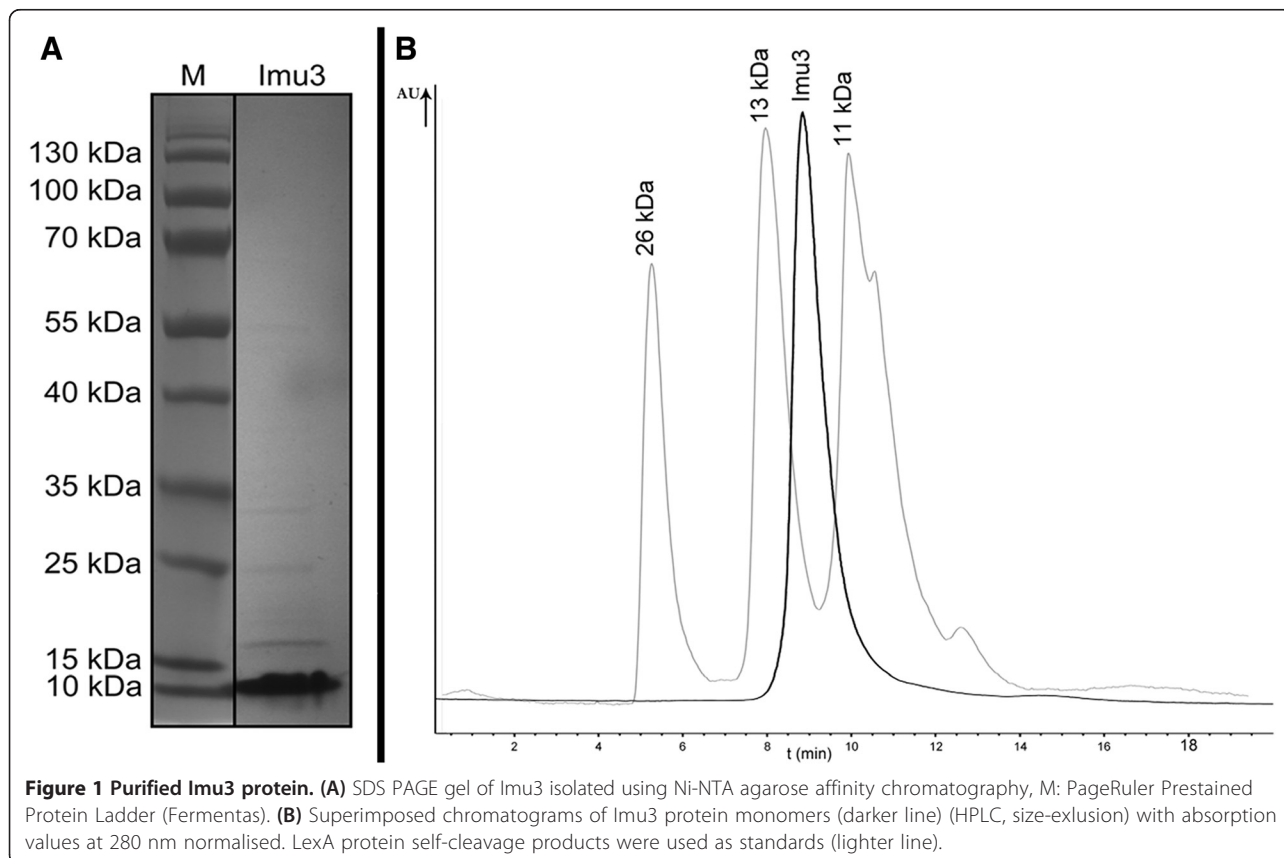 A
B
M Imu3
130 kDa
100 kDa
70 kDa
55 kDa
40 kDa
35 kDa
25 kDa
15 kDa
10 kDa
AU
26 kDa
13 kDa
Imu3
11 kDa
2 4 6 8 10 12 14 16 18
t (min)
Figure 1 Purified Imu3 protein. (A) SDS PAGE gel of Imu3 isolated using Ni-NTA agarose affinity chromatography, M: PageRuler Prestained
Protein Ladder (Fermentas). (B) Superimposed chromatograms of Imu3 protein monomers (darker line) (HPLC, size-exlusion) with absorption
values at 280 nm normalised. LexA protein self-cleavage products were used as standards (lighter line).